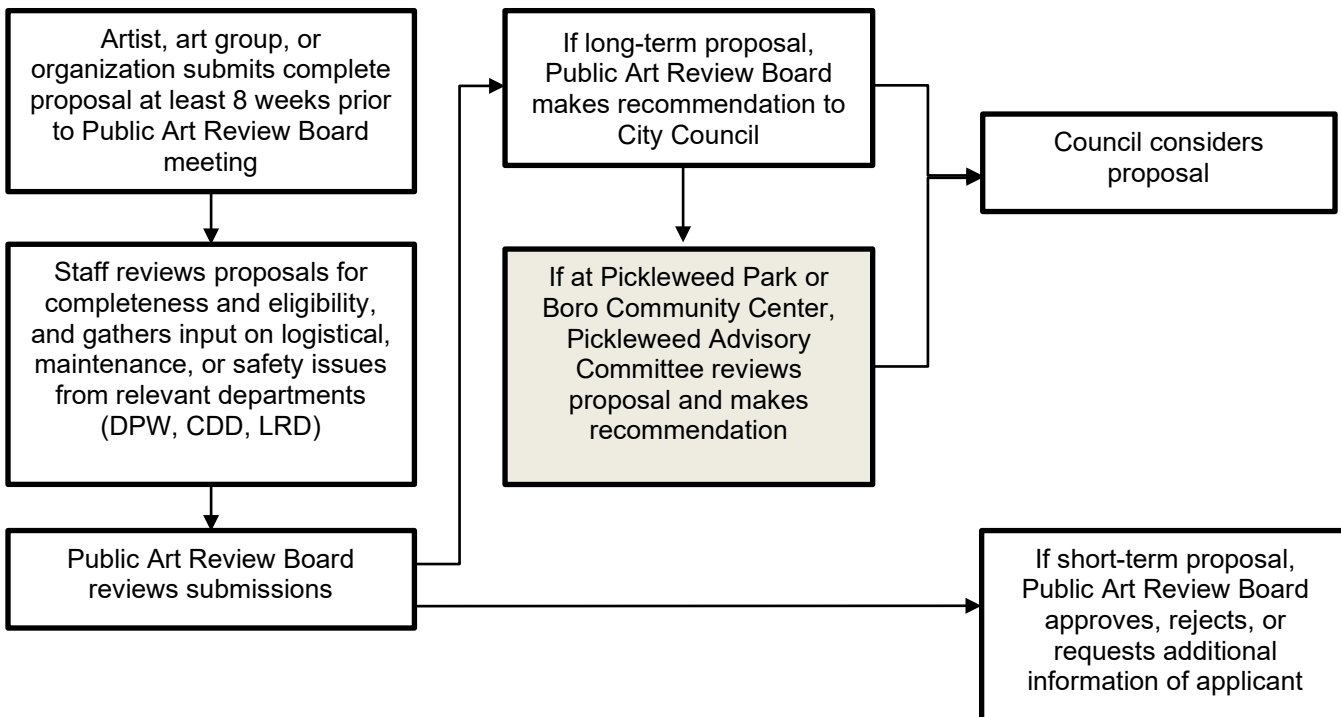 Artist, art group, or
organization submits complete
proposal at least 8 weeks prior
to Public Art Review Board
meeting
Staff reviews proposals for
completeness and eligibility,
and gathers input on logistical,
maintenance, or safety issues
from relevant departments
(DPW, CDD, LRD)
Public Art Review Board
reviews submissions
If long-term proposal,
Public Art Review Board
makes recommendation to
City Council
If at Pickleweed Park or
Boro Community Center,
Pickleweed Advisory
Committee reviews
proposal and makes
recommendation
Council considers
proposal
If short-term proposal,
Public Art Review Board
approves, rejects, or
requests additional
information of applicant